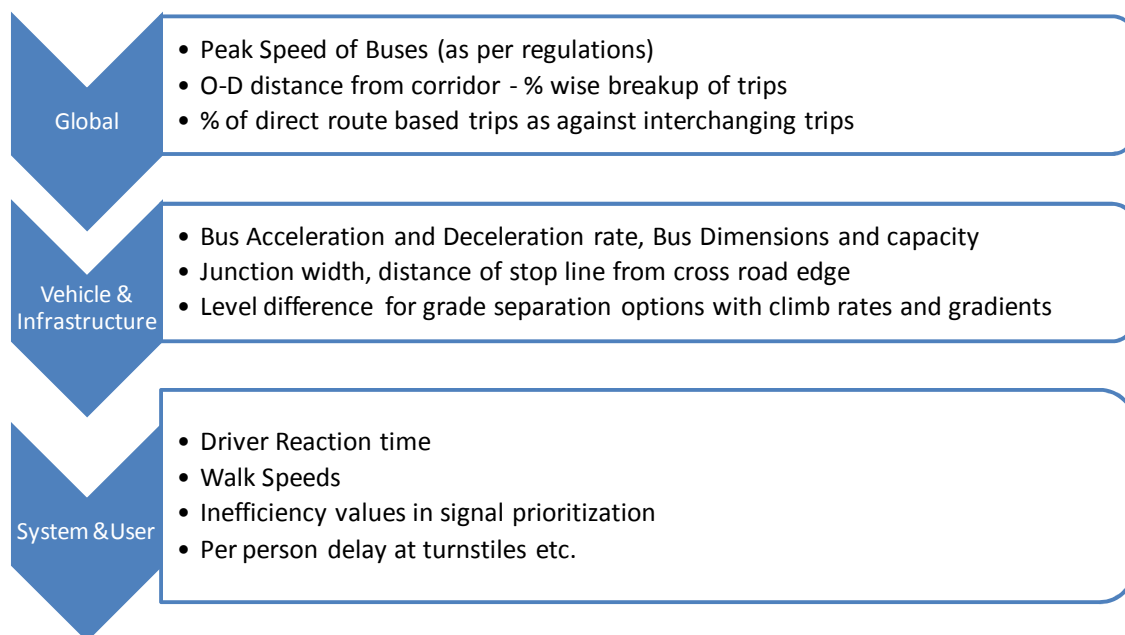 Global
• Peak Speed of Buses (as per regulations)
• O-D distance from corridor - % wise breakup of trips
• % of direct route based trips as against interchanging trips
Vehicle &
Infrastructure
• Bus Acceleration and Deceleration rate, Bus Dimensions and capacity
• Junction width, distance of stop line from cross road edge
• Level difference for grade separation options with climb rates and gradients
System &User
• Driver Reaction time
• Walk Speeds
• Inefficiency values in signal prioritization
• Per person delay at turnstiles etc.